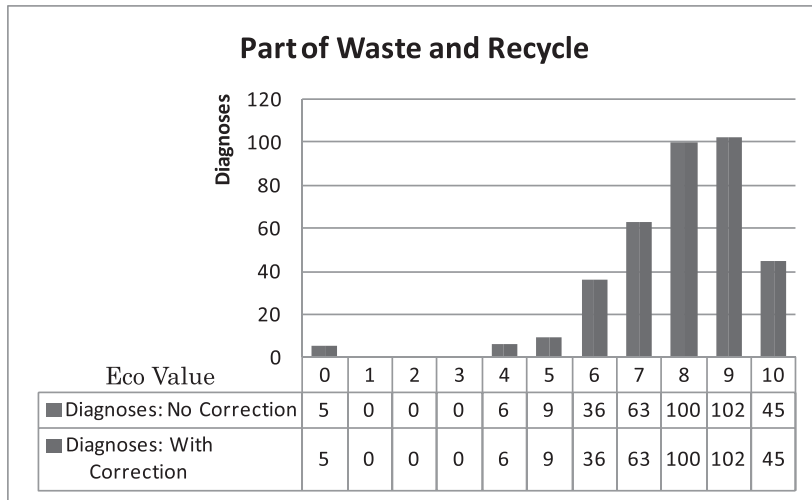 Part of Waste and Recycle
Diagnoses
120
100
80
60
40
20
0
Eco Value 0 1 2 3 4 5 6 7 8 9 10
Diagnoses: No Correction 5 0 0 0 6 9 36 63 100 102 45
Diagnoses: With
Correction 5 0 0 0 6 9 36 63 100 102 45